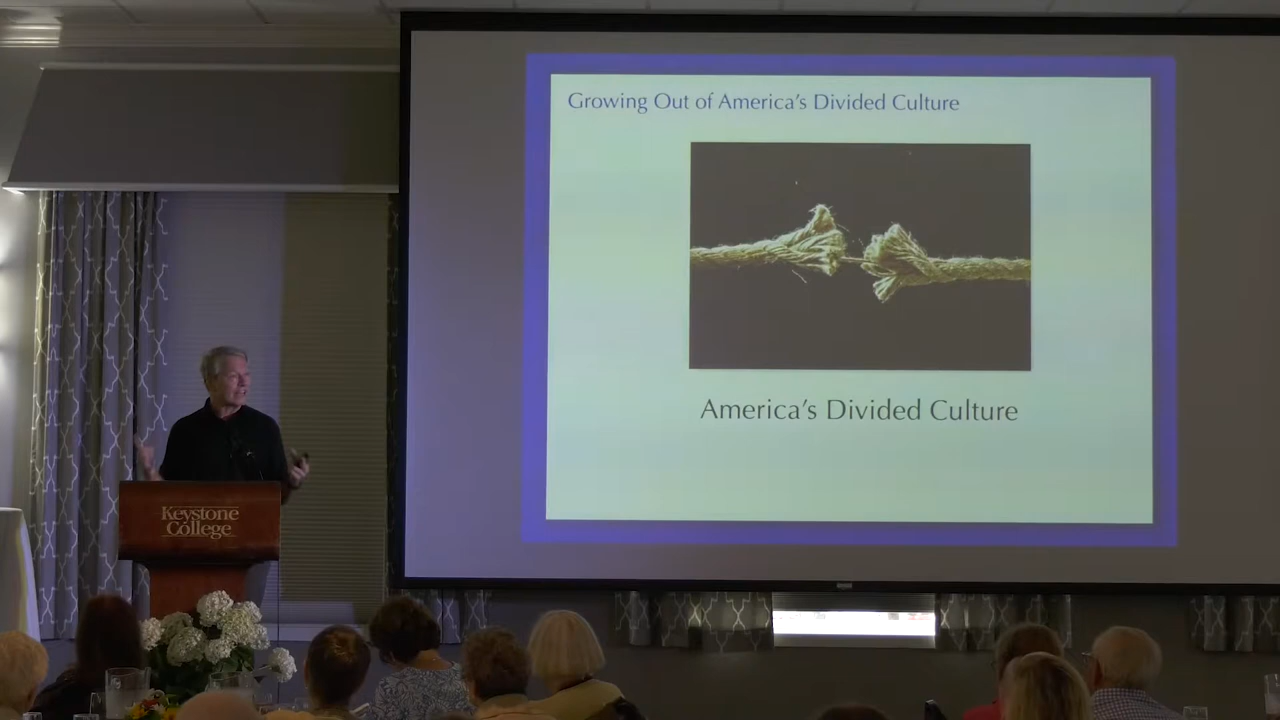 Growing Out of America's Divided Culture
America's Divided Culture
Keystone
College